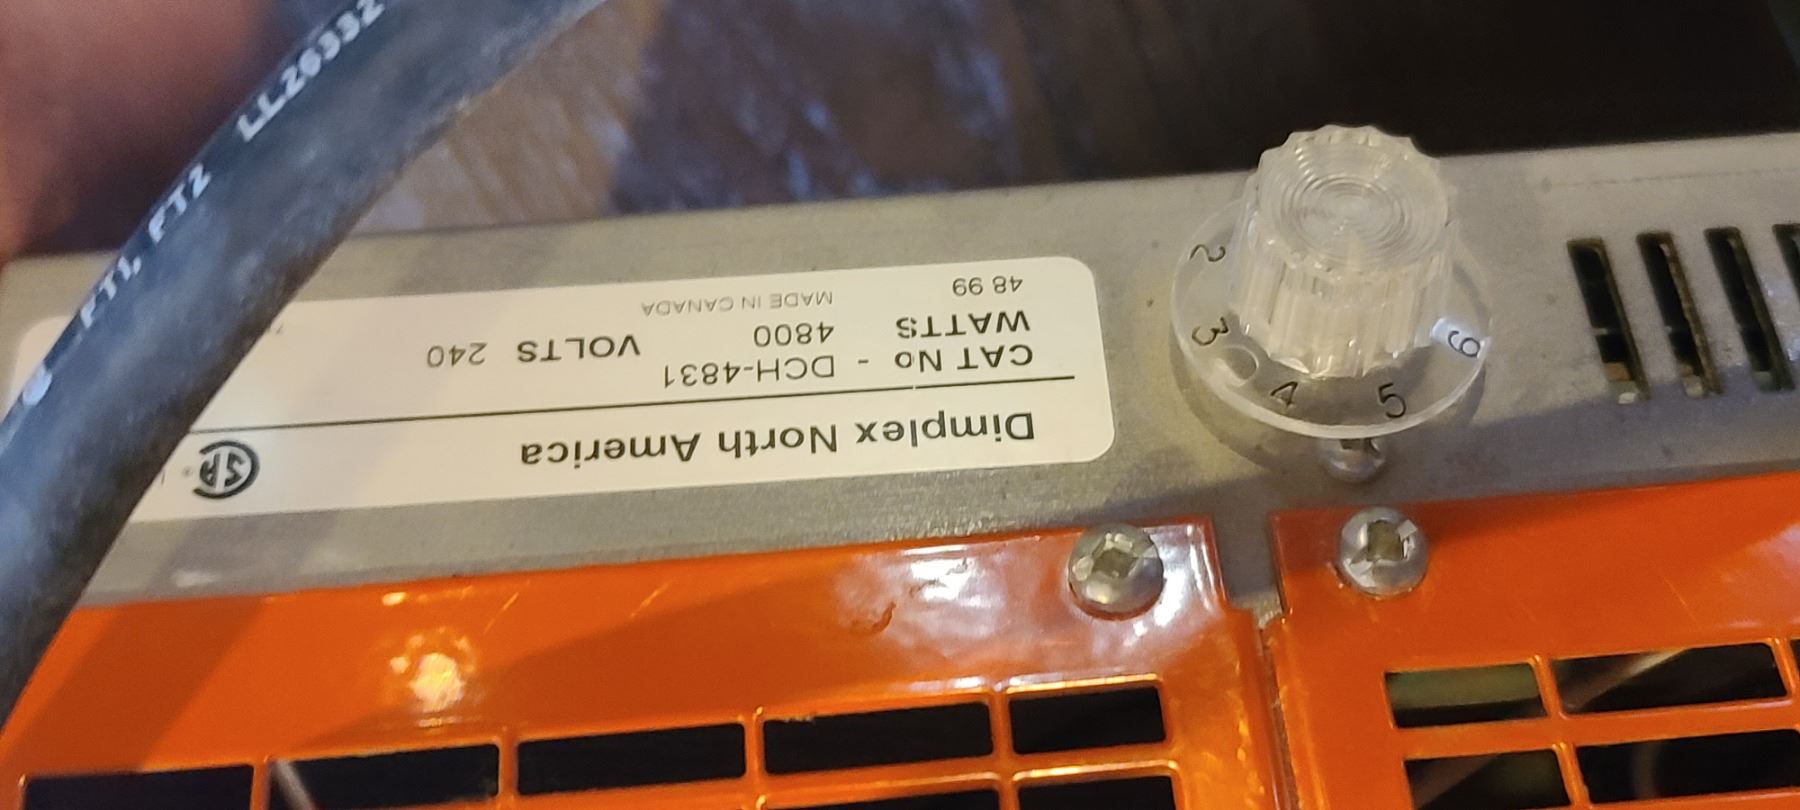 Dimplex North America
CAT No - DCH-4831
WATTS 4800 VOLTS 240
48 99 MADE IN CANADA
FT1, FT2 LL26332
2
3
4
5
6